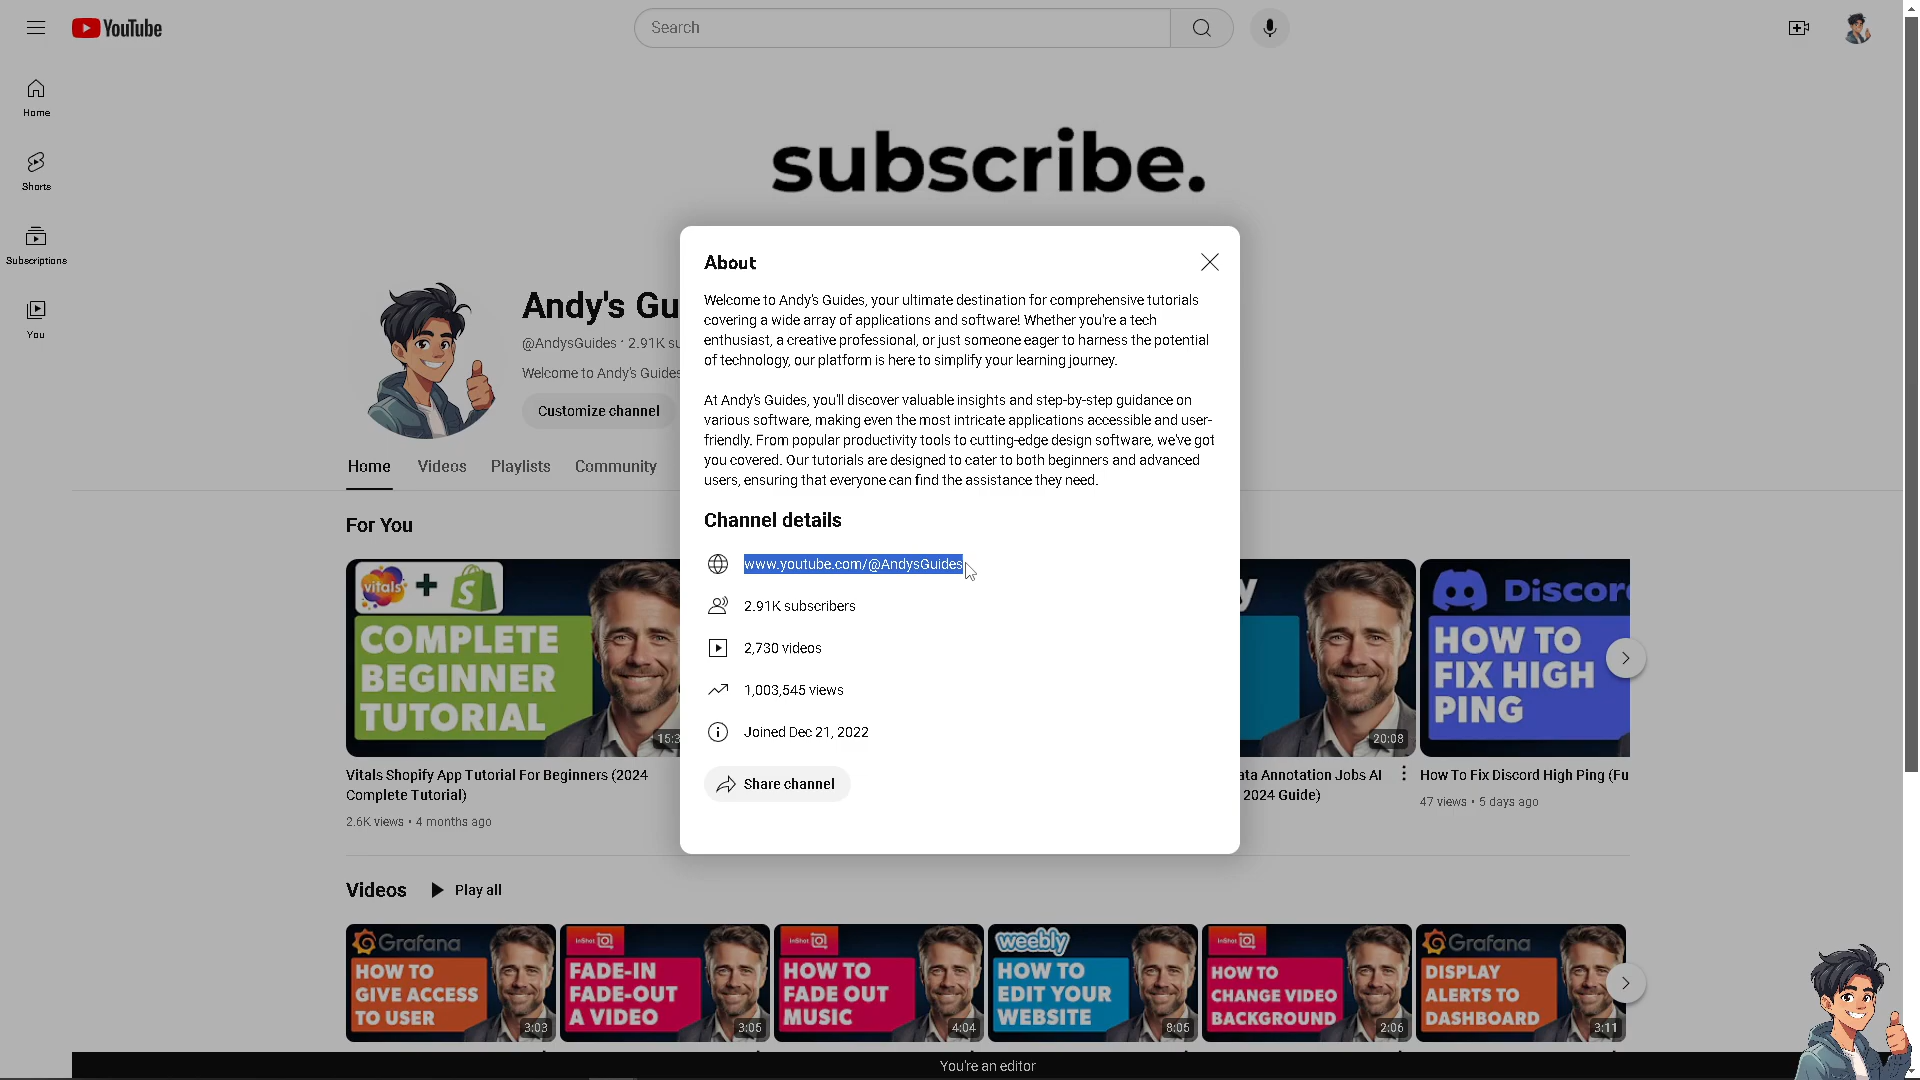 YouTube
Search
Home
Shorts
Subscriptions
You
subscribe.
Andy's Gu
@AndysGuides · 2.91K su
Welcome to Andy's Guides
Customize channel
Home
Videos
Playlists
Community
About
Welcome to Andy's Guides, your ultimate destination for comprehensive tutorials
covering a wide array of applications and software! Whether you're a tech
enthusiast, a creative professional, or just someone eager to harness the potential
of technology, our platform is here to simplify your learning journey.
At Andy's Guides, you'll discover valuable insights and step-by-step guidance on
various software, making even the most intricate applications accessible and user-
friendly. From popular productivity tools to cutting-edge design software, we've got
you covered. Our tutorials are designed to cater to both beginners and advanced
users, ensuring that everyone can find the assistance they need.
Channel details
www.youtube.com/@AndysGuides
2.91K subscribers
2,730 videos
1,003,545 views
Joined Dec 21, 2022
Share channel
For You
vitals
COMPLETE
BEGINNER
TUTORIAL
15:3
Vitals Shopify App Tutorial For Beginners (2024
Complete Tutorial)
2.6K views • 4 months ago
y
20:08
ata Annotation Jobs AI
2024 Guide)
Discor
HOW TO
FIX HIGH
PING
How To Fix Discord High Ping (Fu
47 views • 5 days ago
Videos
Play all
Grafana
HOW TO
GIVE ACCESS
TO USER
3:03
InShot
FADE-IN
FADE-OUT
A VIDEO
3:05
InShot
HOW TO
FADE OUT
MUSIC
4:04
weebly
HOW TO
EDIT YOUR
WEBSITE
8:05
InShot
HOW TO
CHANGE VIDEO
BACKGROUND
2:06
Grafana
DISPLAY
ALERTS TO
DASHBOARD
3:11
You're an editor